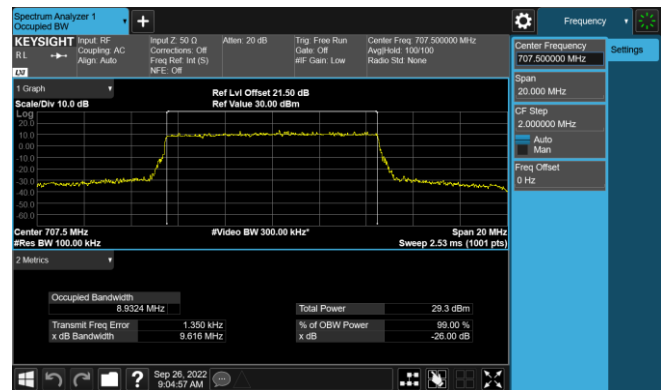 Spectrum Analyzer 1
Occupied BW
Frequency
KEYSIGHT Input: RF Input Z: 50 Ω Atten: 20 dB Trig: Free Run Center Freq: 707.500000 MHz
R L Coupling: AC Corrections: Off Gate: Off Avg|Hold: 100/100
Align: Auto Freq Ref: Int (S) #IF Gain: Low Radio Std: None
NFE: Off
LXI
Center Frequency
707.500000 MHz
Settings
Span
20.000 MHz
CF Step
2.000000 MHz
Auto
Man
Freq Offset
0 Hz
1 Graph
Ref Lvl Offset 21.50 dB
Scale/Div 10.0 dB Ref Value 30.00 dBm
Log
20.0
10.0
0.00
-10.0
-20.0
-30.0
-40.0
-50.0
-60.0
Center 707.5 MHz #Video BW 300.00 kHz* Span 20 MHz
#Res BW 100.00 kHz Sweep 2.53 ms (1001 pts)
2 Metrics
Occupied Bandwidth
8.9324 MHz Total Power 29.3 dBm
Transmit Freq Error 1.350 kHz % of OBW Power 99.00 %
x dB Bandwidth 9.616 MHz x dB -26.00 dB
? Sep 26, 2022
9:04:57 AM